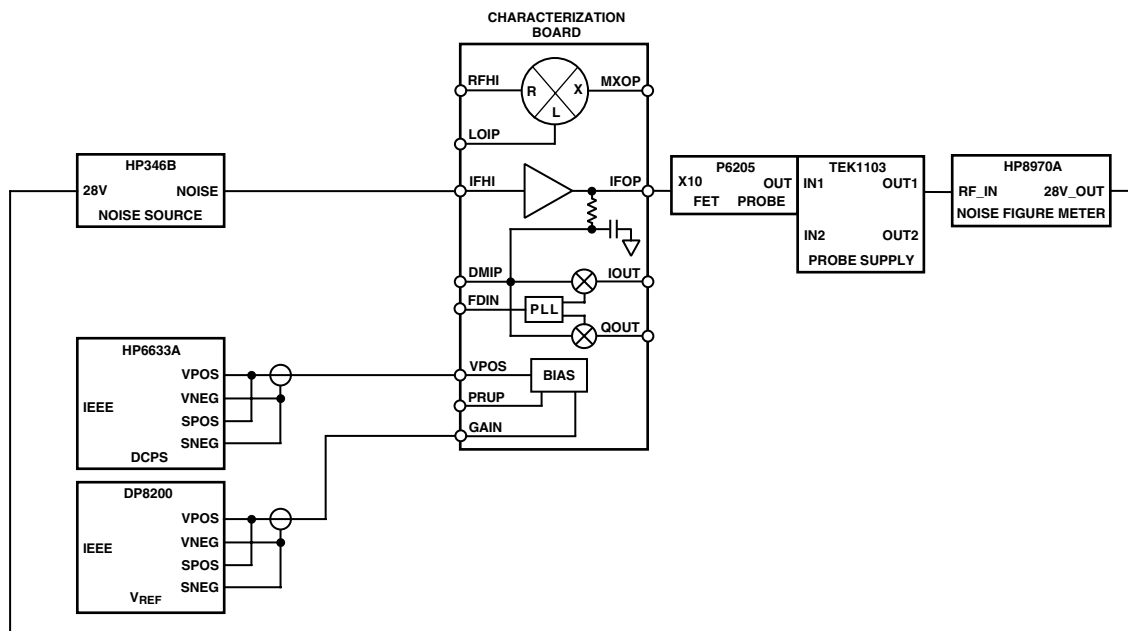 CHARACTERIZATION
BOARD
RFHI
R
X
L
MXOP
LOIP
HP346B
28V
NOISE
NOISE SOURCE
IFHI
IFOP
P6205
X10
OUT
FET PROBE
TEK1103
IN1
OUT1
IN2
OUT2
PROBE SUPPLY
HP8970A
RF_IN
28V_OUT
NOISE FIGURE METER
DMIP
IOUT
FDIN
PLL
QOUT
HP6633A
VPOS
VNEG
IEEE
SPOS
SNEG
DCPS
VPOS
BIAS
PRUP
GAIN
DP8200
VPOS
VNEG
IEEE
SPOS
SNEG
VREF